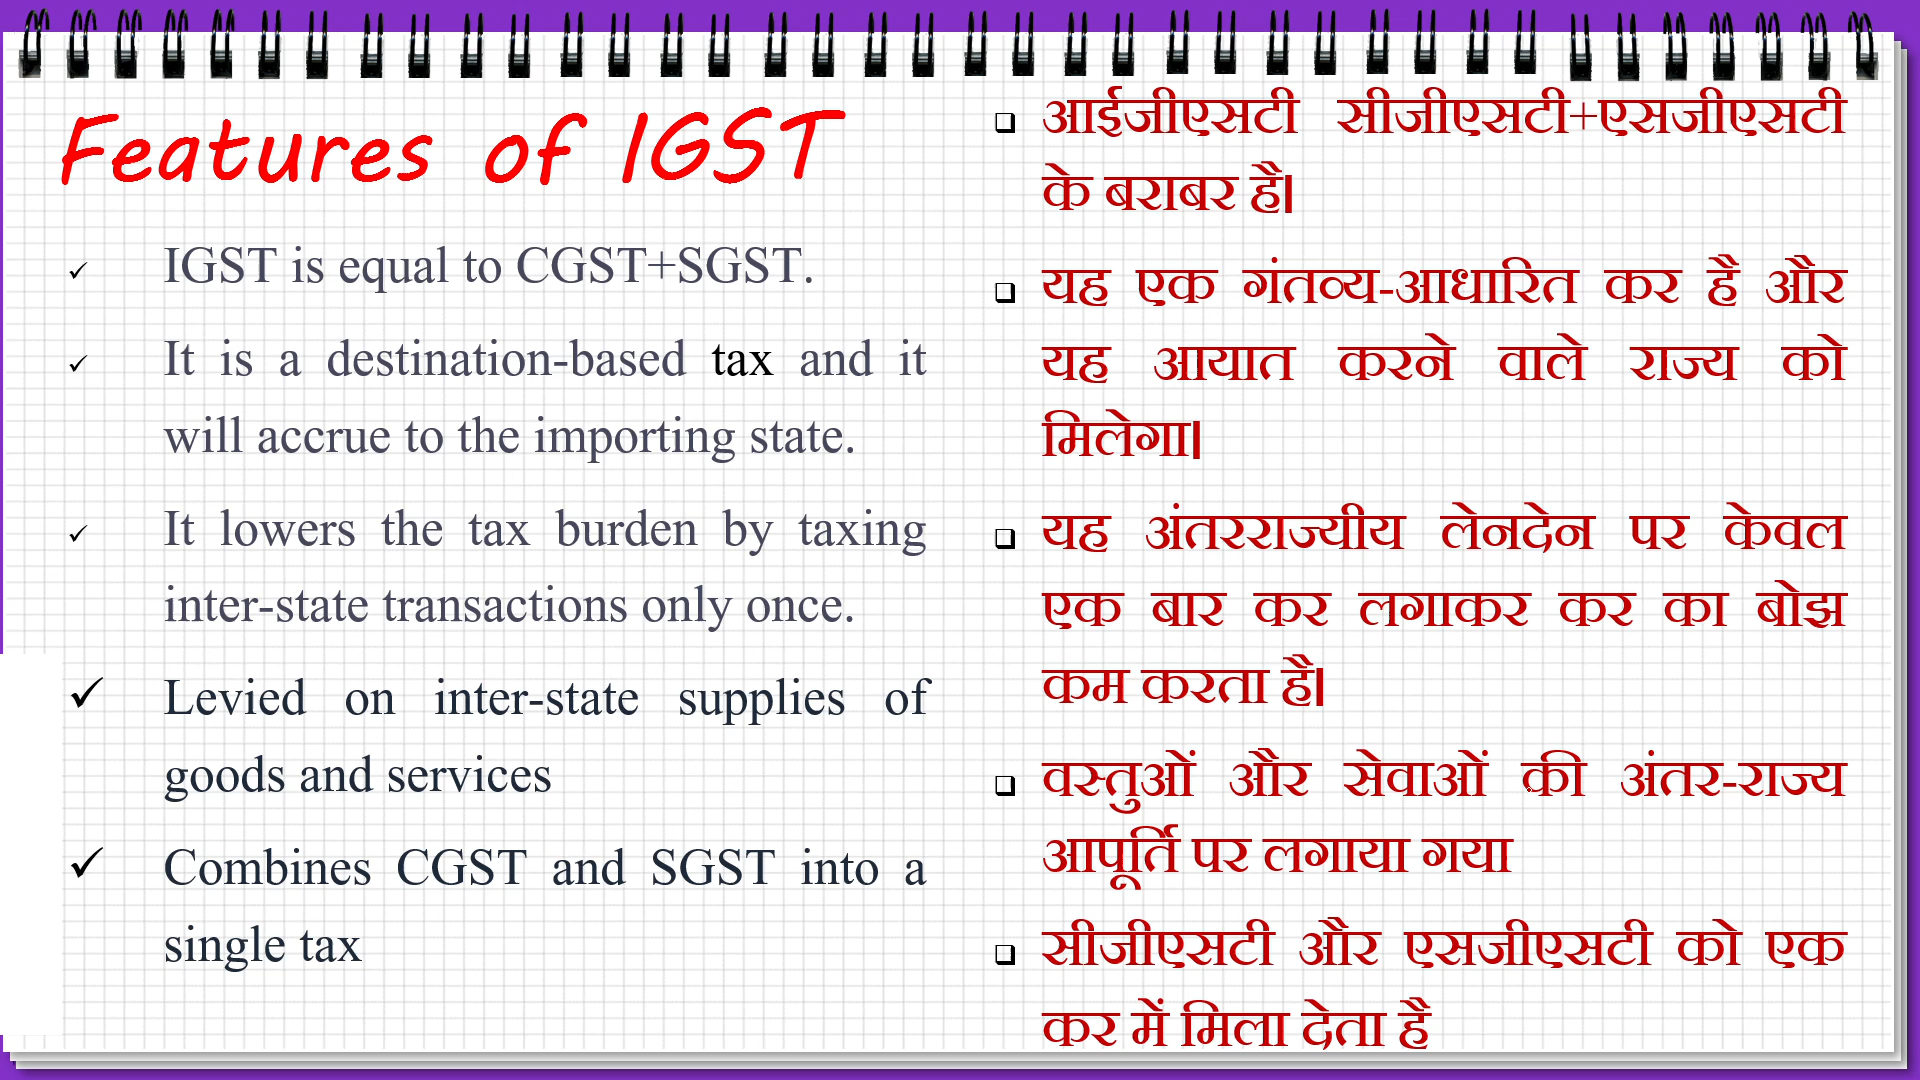 Features of IGST
IGST is equal to CGST+SGST.
It is a destination-based tax and it
will accrue to the importing state.
It lowers the tax burden by taxing
inter-state transactions only once.
Levied on inter-state supplies of
goods and services
Combines CGST and SGST into a
single tax
आईजीएसटी सीजीएसटी+एसजीएसटी
के बराबर है।
यह एक गंतव्य-आधारित कर है और
यह आयात करने वाले राज्य को
मिलेगा।
यह अंतरराज्यीय लेनदेन पर केवल
एक बार कर लगाकर कर का बोझ
कम करता है।
वस्तुओं और सेवाओं की अंतर-राज्य
आपूर्ति पर लगाया गया
सीजीएसटी और एसजीएसटी को एक
कर में मिला देता है